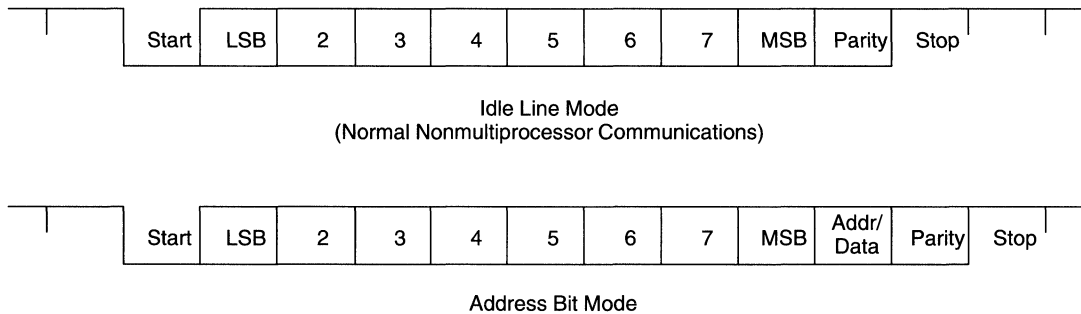 Start LSB 2 3 4 5 6 7 MSB Parity Stop
Idle Line Mode
(Normal Nonmultiprocessor Communications)
Start LSB 2 3 4 5 6 7 MSB Addr/ Data Parity Stop
Address Bit Mode